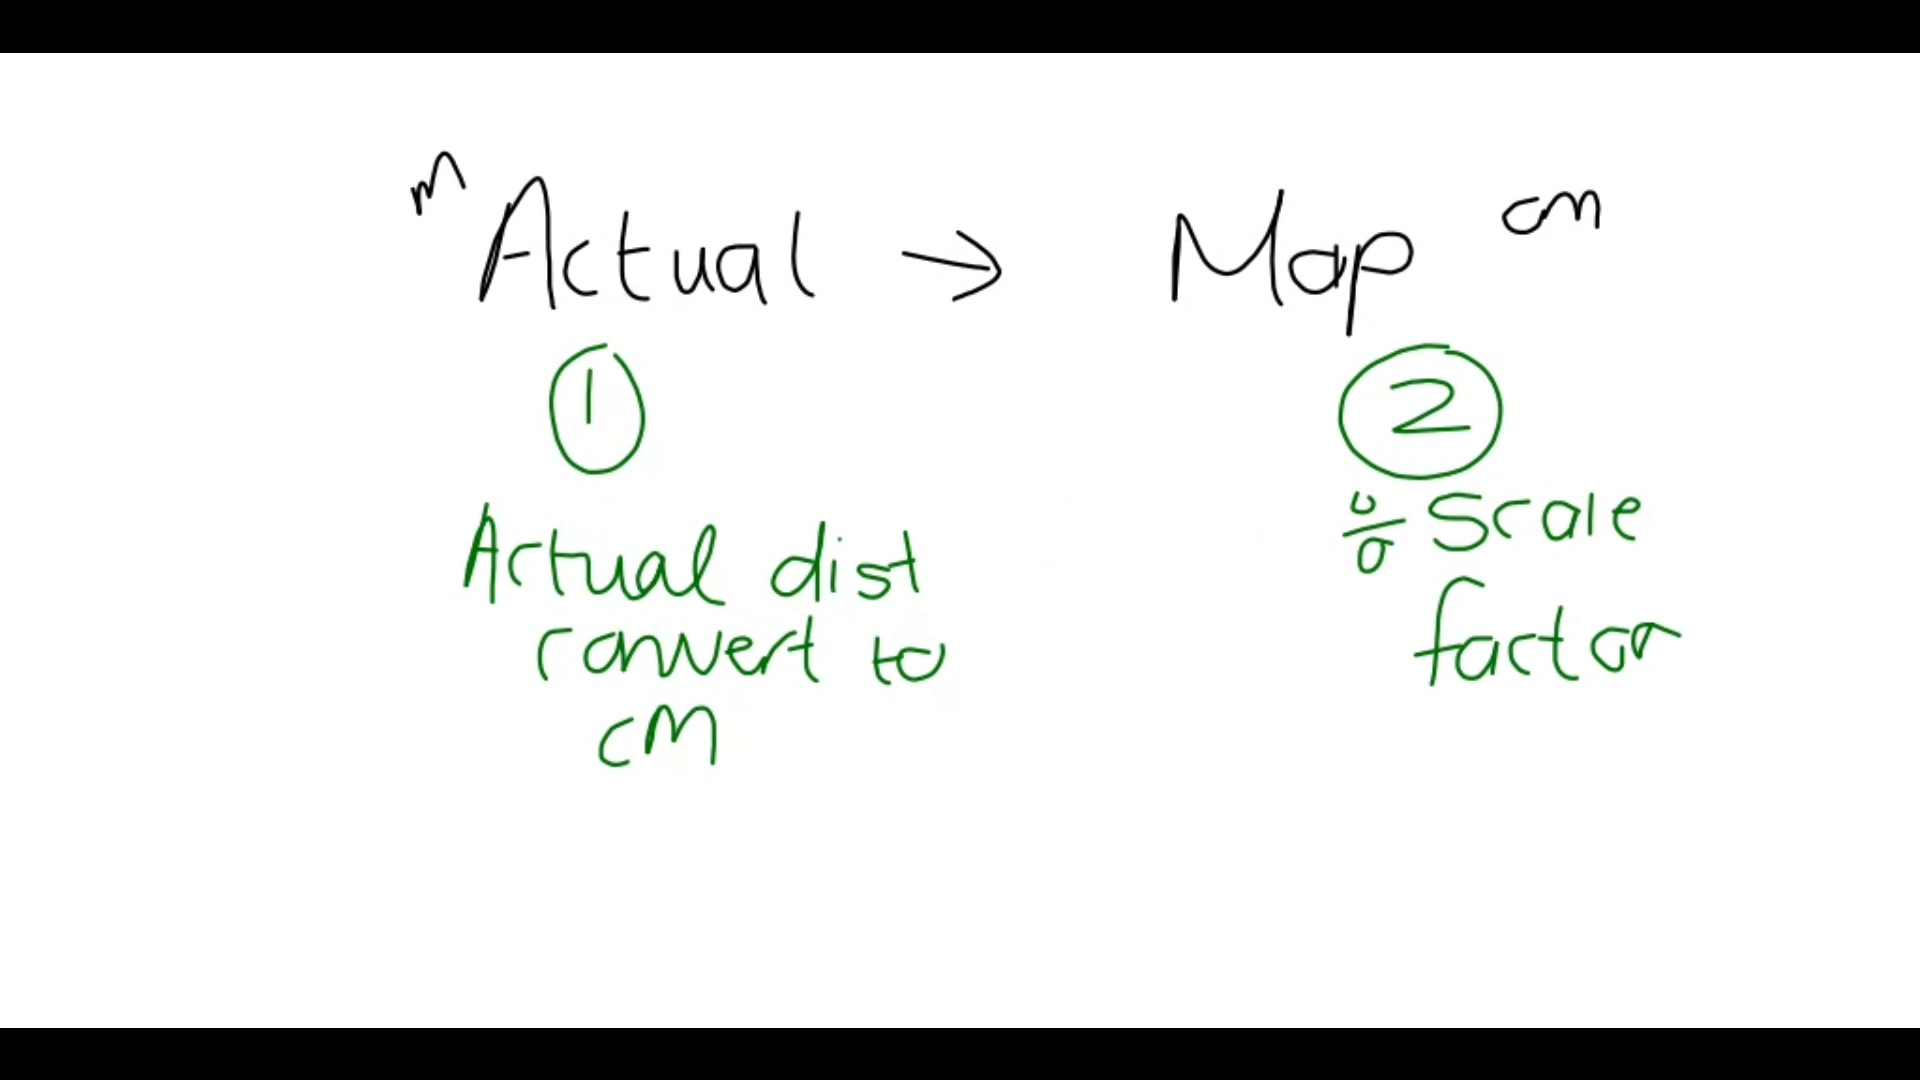 m Actual → Map cm
1
2
Actual dist
convert to
cm
÷ Scale
factor